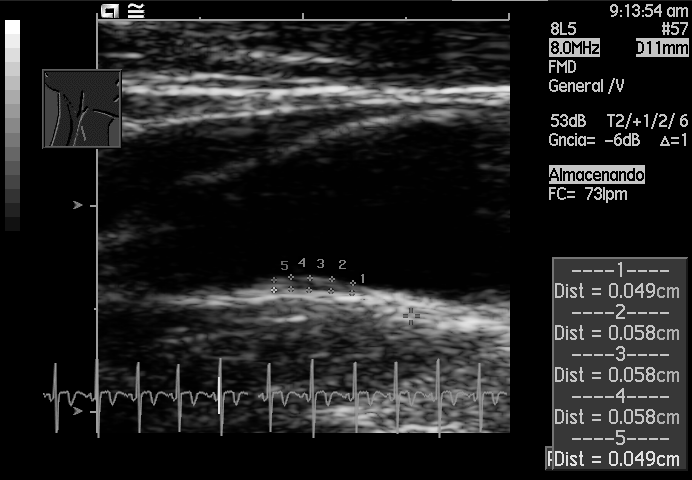 9:13:54 am
8L5 #57
8.0MHz D11mm
FMD
General /V
53dB T2/+1/2/ 6
Gncia= -6dB Δ=1
Almacenando
FC= 73lpm
5 4 3 2 1
----1----
Dist = 0.049cm
----2----
Dist = 0.058cm
----3----
Dist = 0.058cm
----4----
Dist = 0.058cm
----5----
Dist = 0.049cm